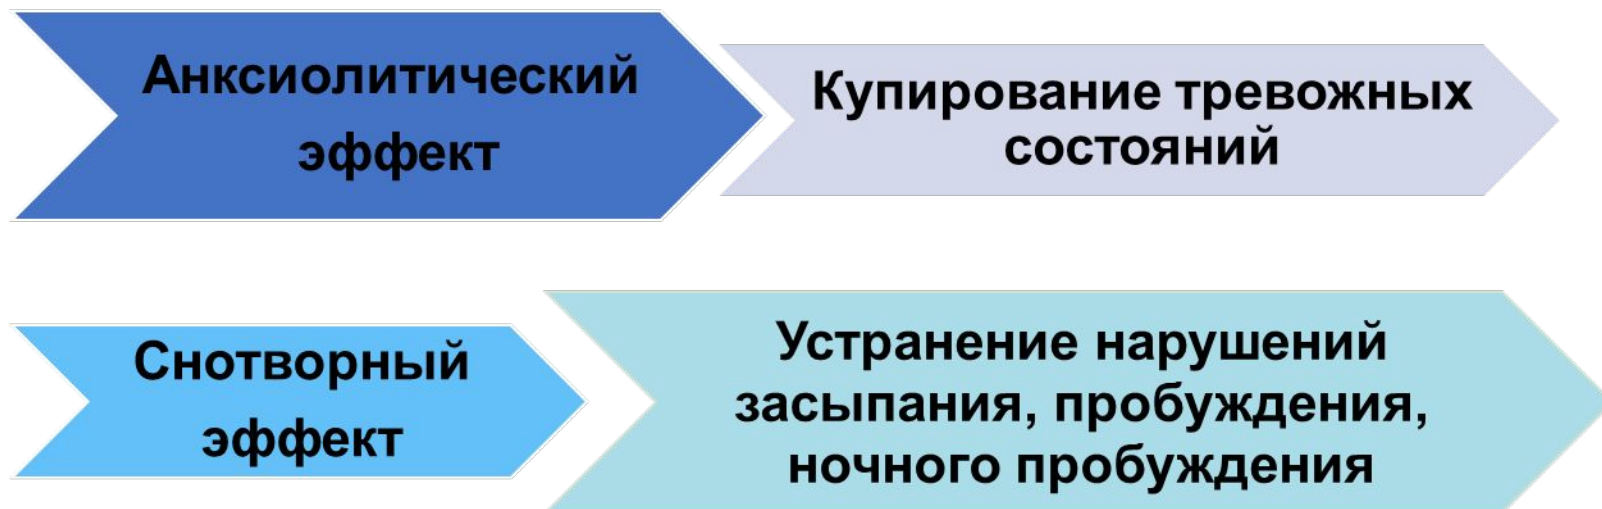 Анксиолитический
эффект
Купирование тревожных
состояний
Снотворный
эффект
Устранение нарушений
засыпания, пробуждения,
ночного пробуждения